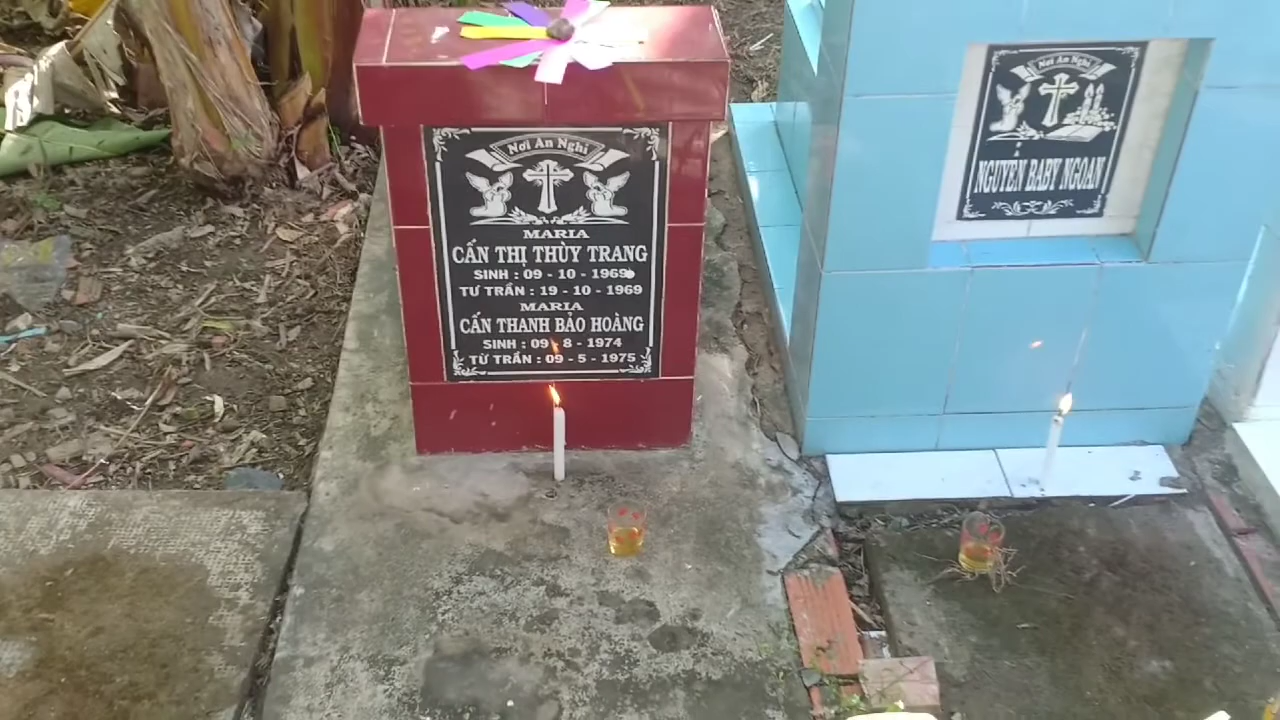 Nơi An Nghỉ
MARIA
CẤN THỊ THÙY TRANG
SINH : 09 - 10 - 1969
TƯ TRẦN : 19 - 10 - 1969
MARIA
CẤN THANH BẢO HOÀNG
SINH : 09 - 8 - 1974
TỪ TRẦN : 09 - 5 - 1975
Nơi An Nghỉ
NGUYEN BABY NGOAN